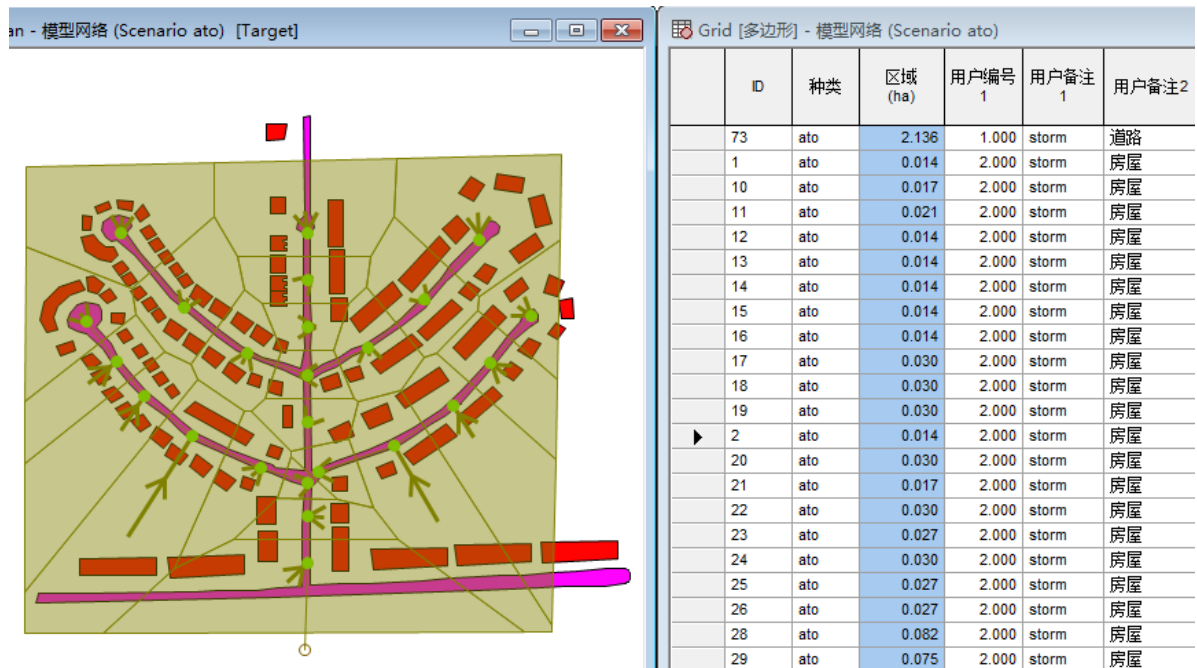 an - 模型网络 (Scenario ato) [Target]
Grid [多边形] - 模型网络 (Scenario ato)
ID 种类 区域 (ha) 用户编号 1 用户备注 1 用户备注2
73 ato 2.136 1.000 storm 道路
1 ato 0.014 2.000 storm 房屋
10 ato 0.017 2.000 storm 房屋
11 ato 0.021 2.000 storm 房屋
12 ato 0.014 2.000 storm 房屋
13 ato 0.014 2.000 storm 房屋
14 ato 0.014 2.000 storm 房屋
15 ato 0.014 2.000 storm 房屋
16 ato 0.014 2.000 storm 房屋
17 ato 0.030 2.000 storm 房屋
18 ato 0.030 2.000 storm 房屋
19 ato 0.030 2.000 storm 房屋
2 ato 0.014 2.000 storm 房屋
20 ato 0.030 2.000 storm 房屋
21 ato 0.017 2.000 storm 房屋
22 ato 0.030 2.000 storm 房屋
23 ato 0.027 2.000 storm 房屋
24 ato 0.030 2.000 storm 房屋
25 ato 0.027 2.000 storm 房屋
26 ato 0.027 2.000 storm 房屋
28 ato 0.082 2.000 storm 房屋
29 ato 0.075 2.000 storm 房屋